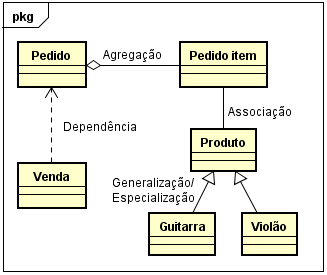 pkg
Pedido
Agregação
Pedido item
Associação
Dependência
Produto
Venda
Generalização/
Especialização
Guitarra
Violão